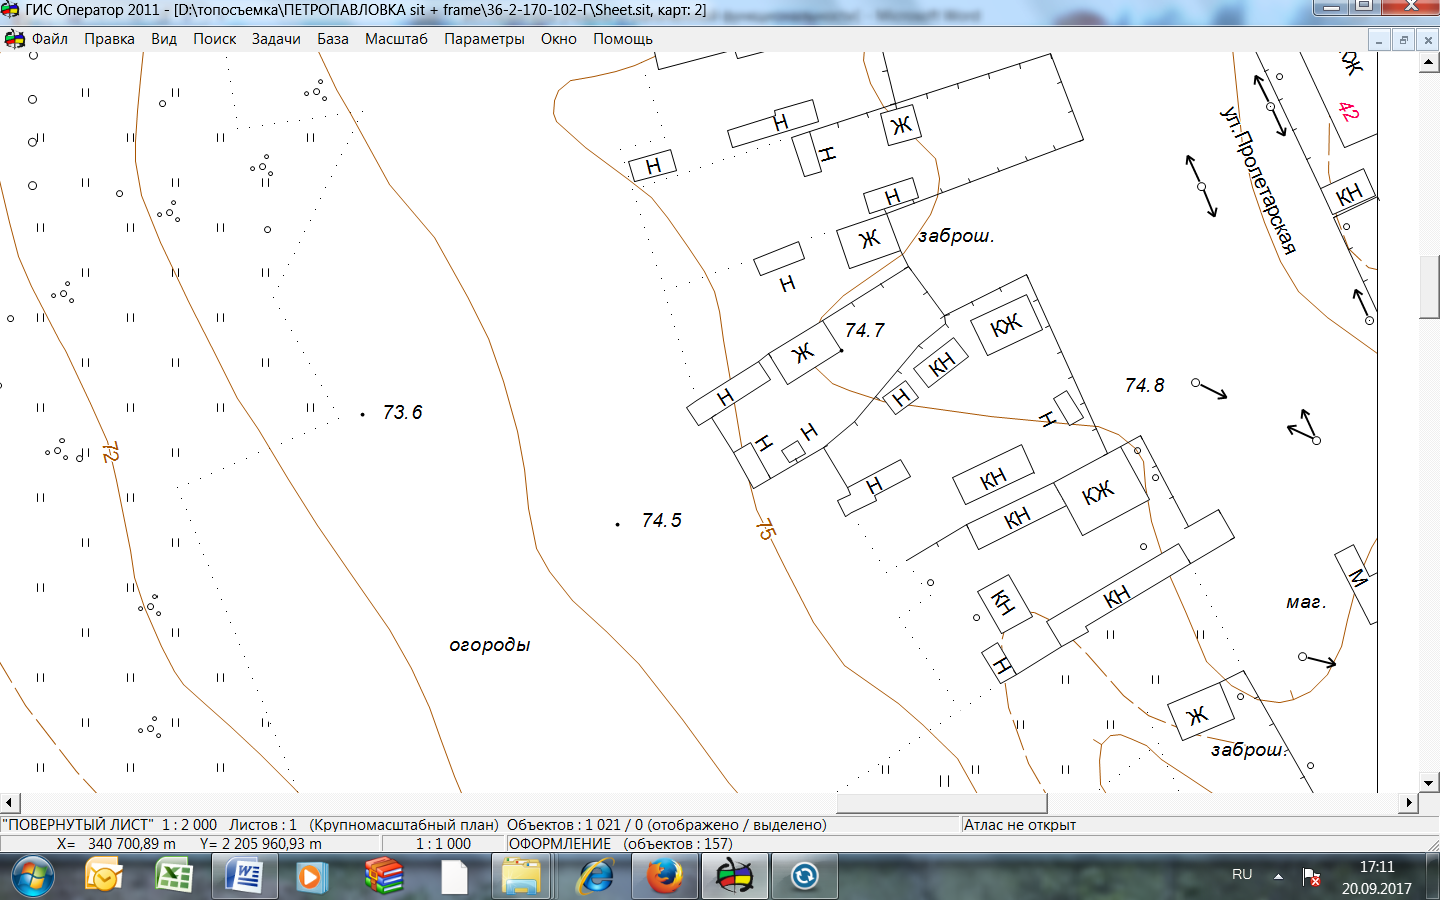 ГИС Оператор 2011 - [D:\топосъемка\ПЕТРОПАВЛОВКА sit + frame\36-2-170-102-Г\Sheet.sit, карт: 2]
Файл Правка Вид Поиск Задачи База Масштаб Параметры Окно Помощь
Ж
42
Н
Ж
Н
Н
ул.Пролетарская
КН
Н
заброш.
Ж
Н
74.7
КЖ
Ж
КН
74.8
Н
Н
73.6
Н
Н
Н
72
КН
Н
КЖ
КН
74.5
75
М
КН
КН
маг.
огороды
Н
Ж
заброш.
"ПОВЕРНУТЫЙ ЛИСТ" 1 : 2 000 Листов : 1 (Крупномасштабный план) Объектов : 1 021 / 0 (отображено / выделено) Атлас не открыт
X= 340 700,89 m Y= 2 205 960,93 m 1 : 1 000 ОФОРМЛЕНИЕ (объектов : 157)
RU
17:11
20.09.2017